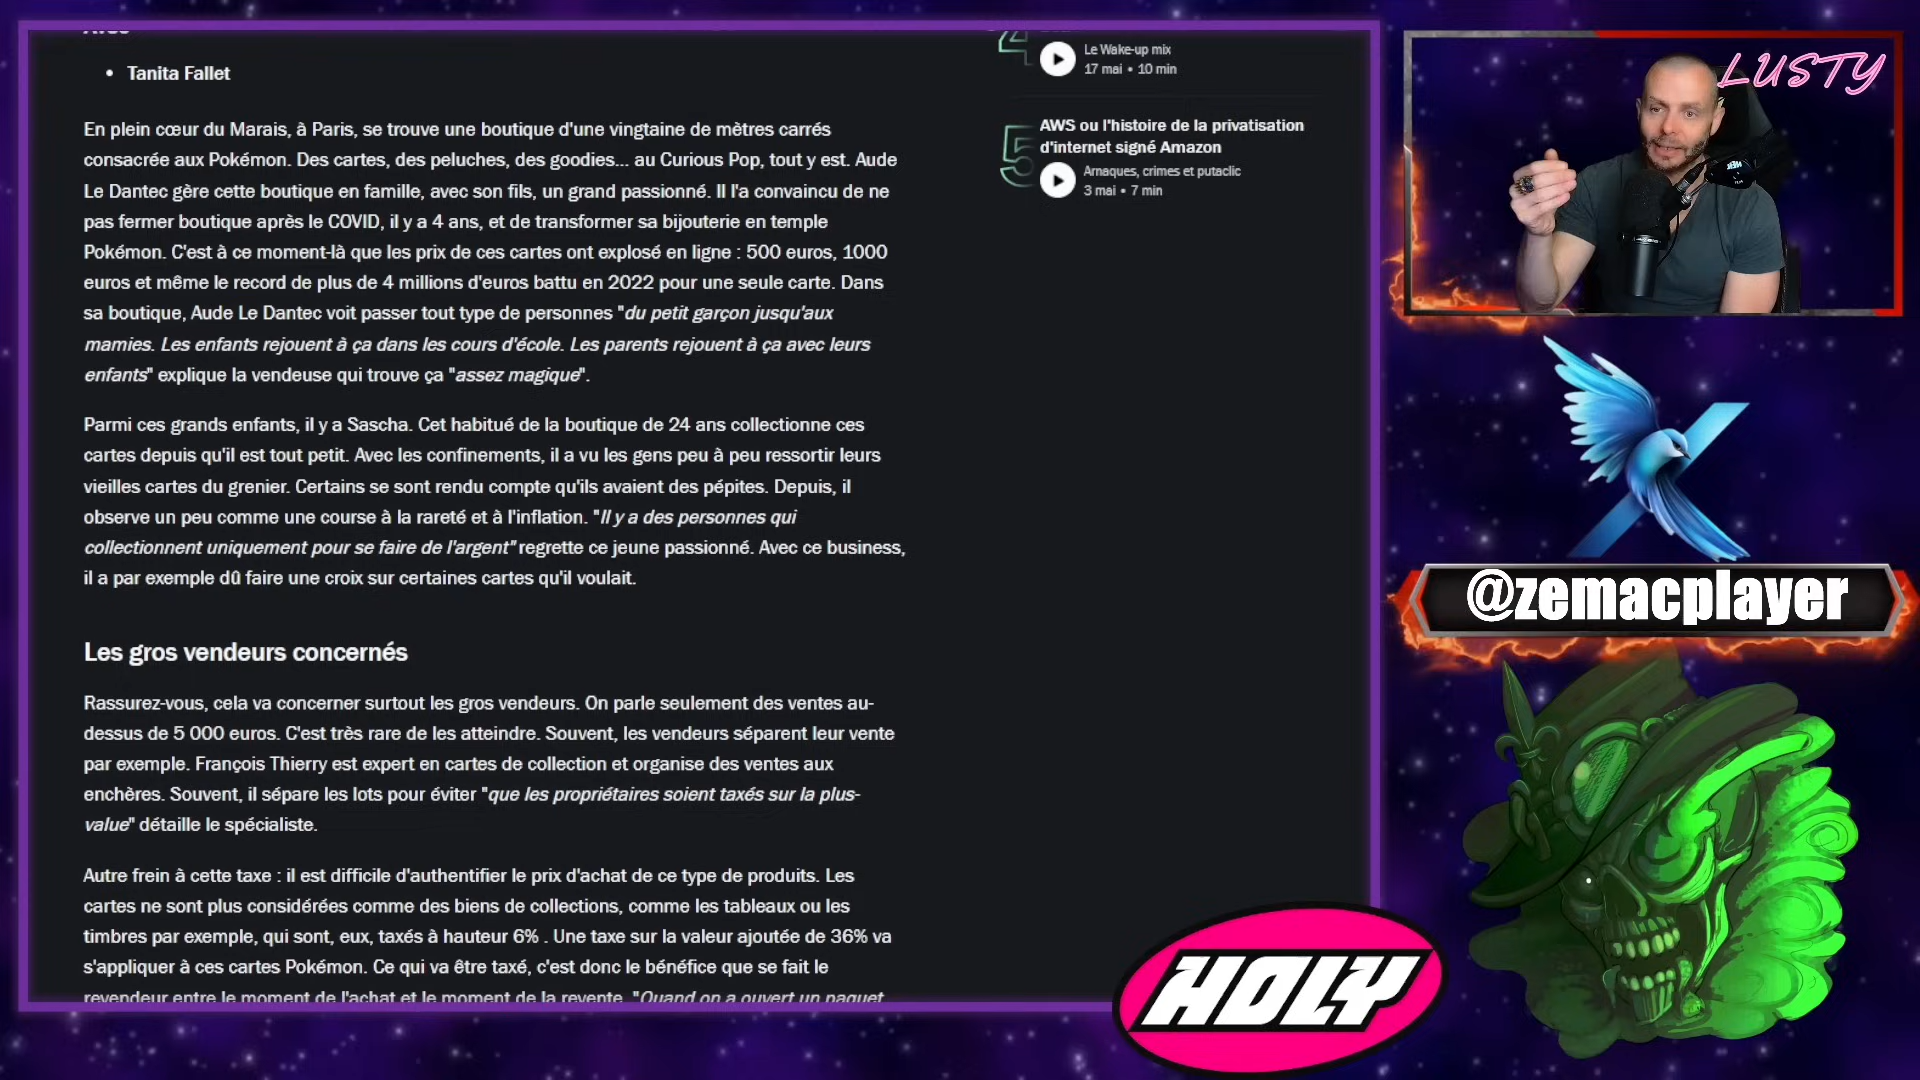 Tanita Fallet
En plein cœur du Marais, à Paris, se trouve une boutique d'une vingtaine de mètres carrés
consacrée aux Pokémon. Des cartes, des peluches, des goodies... au Curious Pop, tout y est. Aude
Le Dantec gère cette boutique en famille, avec son fils, un grand passionné. Il l'a convaincu de ne
pas fermer boutique après le COVID, il y a 4 ans, et de transformer sa bijouterie en temple
Pokémon. C'est à ce moment-là que les prix de ces cartes ont explosé en ligne : 500 euros, 1000
euros et même le record de plus de 4 millions d'euros battu en 2022 pour une seule carte. Dans
sa boutique, Aude Le Dantec voit passer tout type de personnes "du petit garçon jusqu'aux
mamies. Les enfants rejouent à ça dans les cours d'école. Les parents rejouent à ça avec leurs
enfants" explique la vendeuse qui trouve ça "assez magique".
Parmi ces grands enfants, il y a Sascha. Cet habitué de la boutique de 24 ans collectionne ces
cartes depuis qu'il est tout petit. Avec les confinements, il a vu les gens peu à peu ressortir leurs
vieilles cartes du grenier. Certains se sont rendu compte qu'ils avaient des pépites. Depuis, il
observe un peu comme une course à la rareté et à l'inflation. "Il y a des personnes qui
collectionnent uniquement pour se faire de l'argent" regrette ce jeune passionné. Avec ce business,
il a par exemple dû faire une croix sur certaines cartes qu'il voulait.
Les gros vendeurs concernés
Rassurez-vous, cela va concerner surtout les gros vendeurs. On parle seulement des ventes au-
dessus de 5 000 euros. C'est très rare de les atteindre. Souvent, les vendeurs séparent leur vente
par exemple. François Thierry est expert en cartes de collection et organise des ventes aux
enchères. Souvent, il sépare les lots pour éviter "que les propriétaires soient taxés sur la plus-
value" détaille le spécialiste.
Autre frein à cette taxe : il est difficile d'authentifier le prix d'achat de ce type de produits. Les
cartes ne sont plus considérées comme des biens de collections, comme les tableaux ou les
timbres par exemple, qui sont, eux, taxés à hauteur 6% . Une taxe sur la valeur ajoutée de 36% va
s'appliquer à ces cartes Pokémon. Ce qui va être taxé, c'est donc le bénéfice que se fait le
revendeur entre le moment de l'achat et le moment de la revente. "Quand on a ouvert un paquet
4
Le Wake-up mix
17 mai • 10 min
5
AWS ou l'histoire de la privatisation
d'internet signé Amazon
Arnaques, crimes et putaclic
3 mai • 7 min
LUSTY
@zemacplayer
HOLY